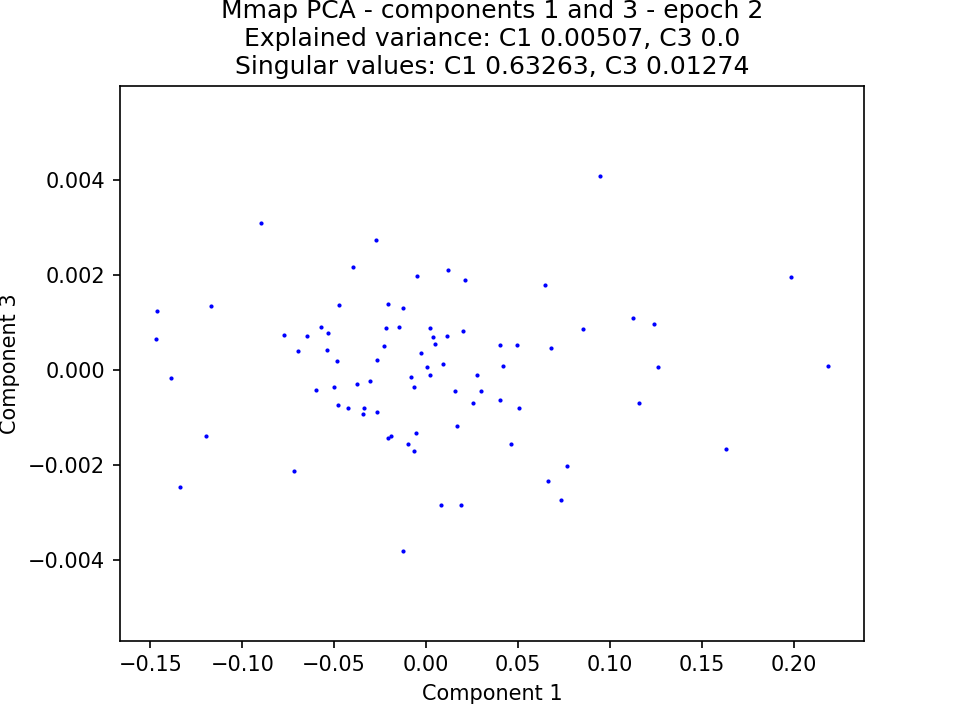 Mmap PCA - components 1 and 3 - epoch 2
Explained variance: C1 0.00507, C3 0.0
Singular values: C1 0.63263, C3 0.01274
Component 3
0.004
0.002
0.000
−0.002
−0.004
−0.15 −0.10 −0.05 0.00 0.05 0.10 0.15 0.20
Component 1